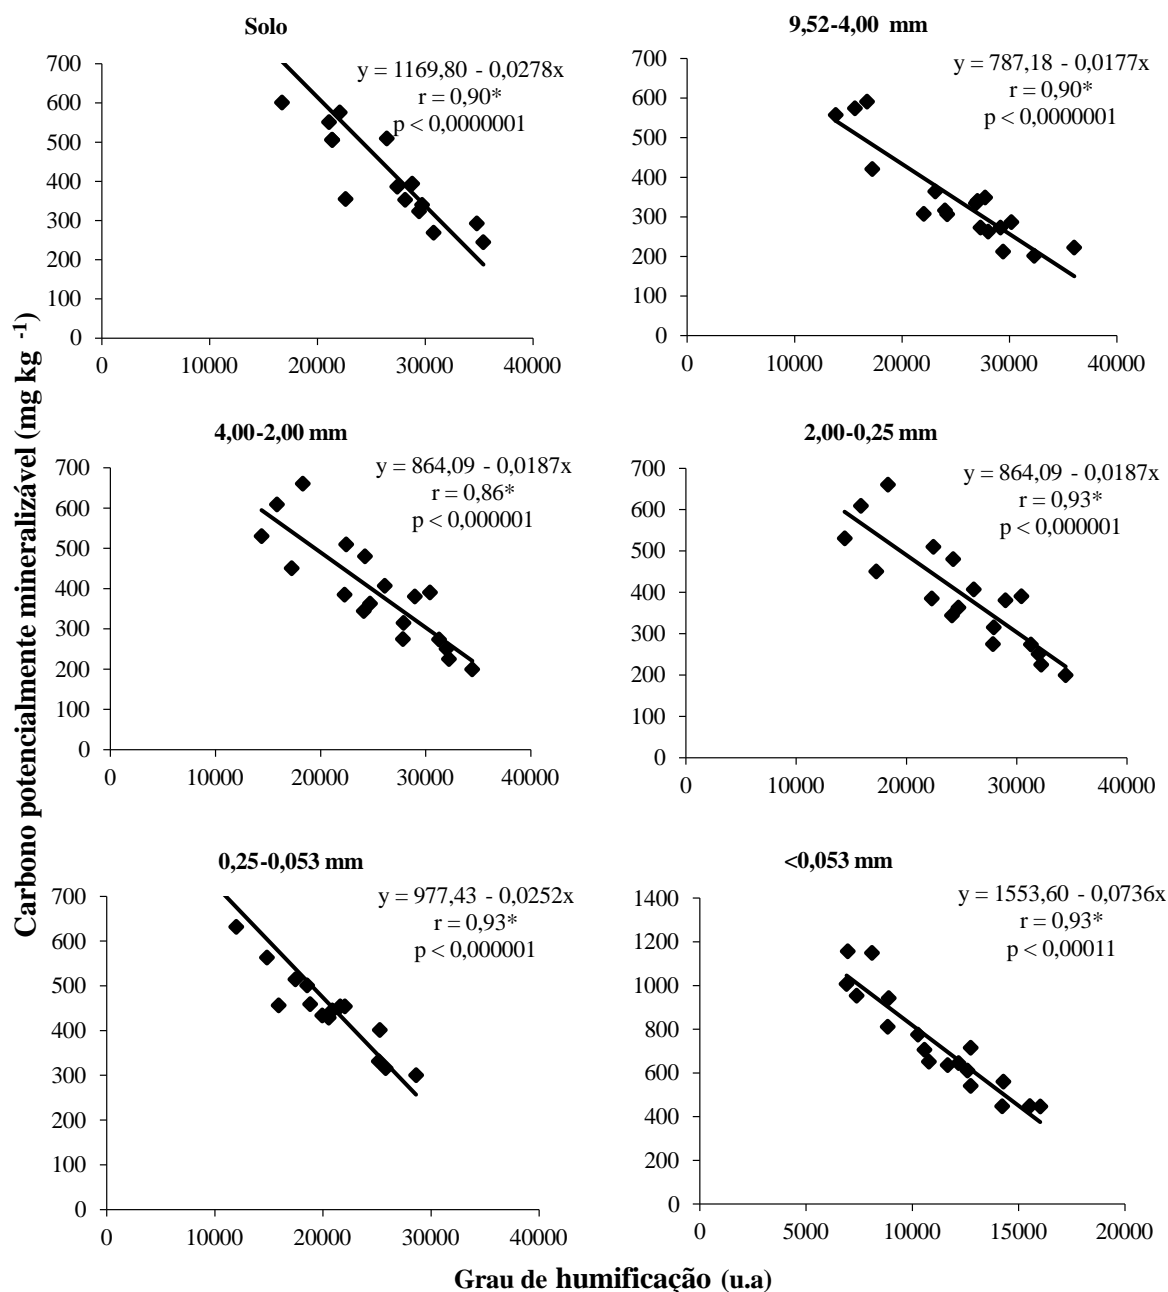 Carbono potencialmente mineralizável (mg kg -1)
Solo
y = 1169,80 - 0,0278x
r = 0,90*
p < 0,0000001
700
600
500
400
300
200
100
0
0 10000 20000 30000 40000
9,52-4,00 mm
y = 787,18 - 0,0177x
r = 0,90*
p < 0,0000001
700
600
500
400
300
200
100
0
0 10000 20000 30000 40000
4,00-2,00 mm
y = 864,09 - 0,0187x
r = 0,86*
p < 0,000001
700
600
500
400
300
200
100
0
0 10000 20000 30000 40000
2,00-0,25 mm
y = 864,09 - 0,0187x
r = 0,93*
p < 0,000001
700
600
500
400
300
200
100
0
0 10000 20000 30000 40000
0,25-0,053 mm
y = 977,43 - 0,0252x
r = 0,93*
p < 0,000001
700
600
500
400
300
200
100
0
0 10000 20000 30000 40000
<0,053 mm
y = 1553,60 - 0,0736x
r = 0,93*
p < 0,00011
1400
1200
1000
800
600
400
200
0
0 5000 10000 15000 20000
Grau de humificação (u.a)